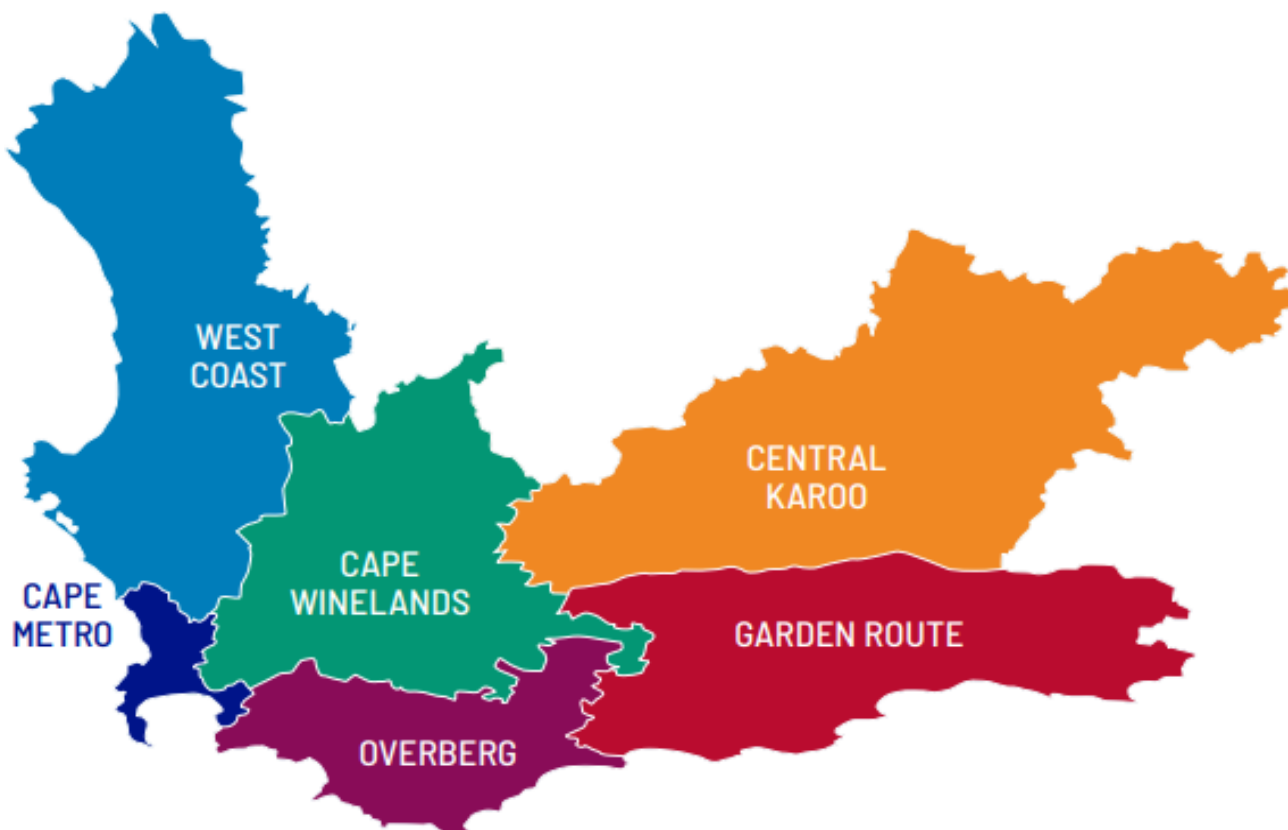 WEST
COAST
CENTRAL
KAROO
CAPE
WINELANDS
CAPE
METRO
GARDEN ROUTE
OVERBERG